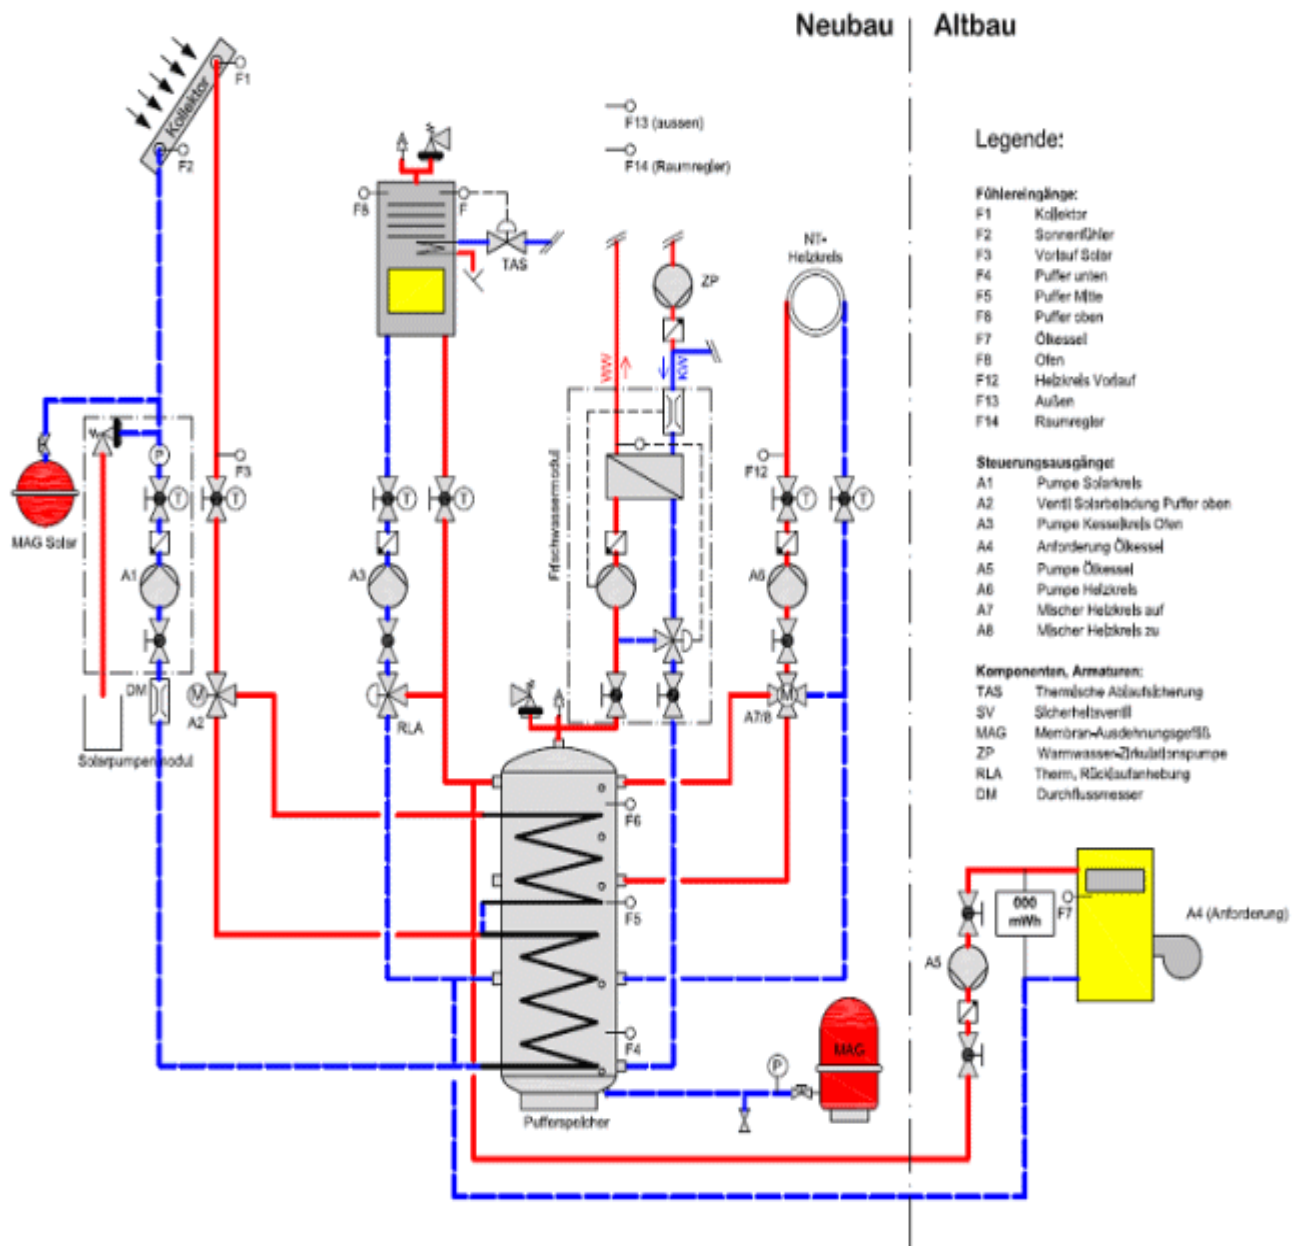 Neubau
Altbau
F1
Kollektor
F2
F13 (aussen)
F14 (Raumregler)
Legende:
F8
F
TAS
ZP
NT-
Heizkreis
WW
KW
Fühlereingänge:
F1 Kollektor
F2 Sonnenfühler
F3 Vorlauf Solar
F4 Puffer unten
F5 Puffer Mitte
F6 Puffer oben
F7 Ölkessel
F8 Ofen
F12 Heizkreis Vorlauf
F13 Außen
F14 Raumregler
Steuerungsausgänge:
A1 Pumpe Solarkreis
A2 Ventil Solarbeladung Puffer oben
A3 Pumpe Kesselkreis Ofen
A4 Anforderung Ölkessel
A5 Pumpe Ölkessel
A6 Pumpe Heizkreis
A7 Mischer Heizkreis auf
A8 Mischer Heizkreis zu
Komponenten, Armaturen:
TAS Thermische Ablaufsicherung
SV Sicherheitsventil
MAG Membran-Ausdehnungsgefäß
ZP Warmwasser-Zirkulationspumpe
RLA Therm. Rücklaufanhebung
DM Durchflussmesser
P
F3
F12
T
T
T
T
T
T
MAG Solar
Frischwassermodul
A1
A3
A6
DM
M
A2
RLA
M
A7/8
Solarpumpenmodul
F6
F5
F4
000
mWh
F7
A4 (Anforderung)
A5
P
MAG
Pufferspeicher